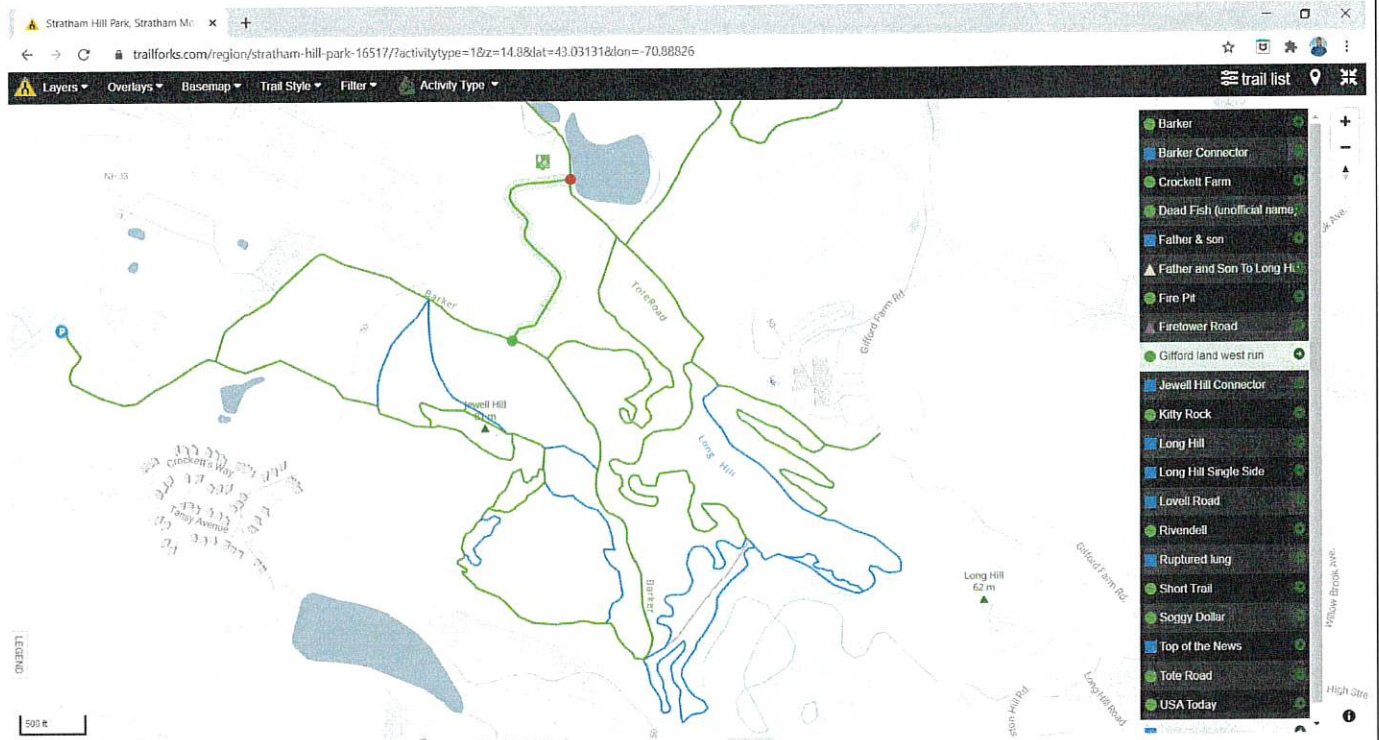 Stratham Hill Park, Stratham Mo
trailforks.com/region/stratham-hill-park-16517/?activitytype=1&z=14.8&lat=43.03131&lon=-70.88826
Layers Overlays Basemap Trail Style Filter Activity Type trail list
NH-33
Barker
ToteRoad
Gifford Farm Rd
50
50
Jewell Hill
61 m
Long Hill
Crockett's Way
Tansy Avenue
Barker
Long Hill
62 m
Gifford Farm Rd.
Long Hill Road
Willow Brook Ave.
High Stre
LEGEND
500 ft
Barker
Barker Connector
Crockett Farm
Dead Fish (unofficial name)
Father & son
Father and Son To Long Hi
Fire Pit
Firetower Road
Gifford land west run
Jewell Hill Connector
Kitty Rock
Long Hill
Long Hill Single Side
Lovell Road
Rivendell
Ruptured lung
Short Trail
Soggy Dollar
Top of the News
Tote Road
USA Today